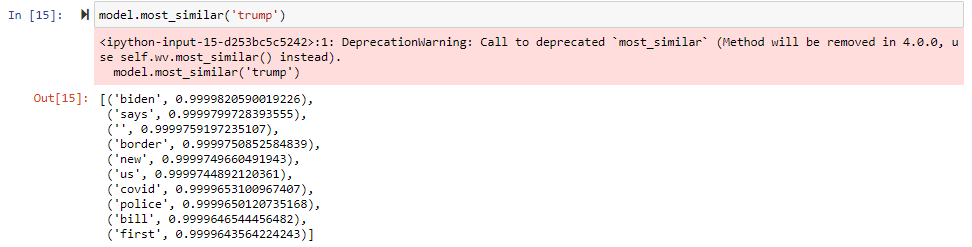 In [15]: model.most_similar('trump')
<ipython-input-15-d253bc5c5242>:1: DeprecationWarning: Call to deprecated `most_similar` (Method will be removed in 4.0.0, u
se self.wv.most_similar() instead).
model.most_similar('trump')
Out[15]: [('biden', 0.9999820590019226),
('says', 0.9999799728393555),
('', 0.9999759197235107),
('border', 0.9999750852584839),
('new', 0.9999749660491943),
('us', 0.9999744892120361),
('covid', 0.9999653100967407),
('police', 0.9999650120735168),
('bill', 0.9999646544456482),
('first', 0.9999643564224243)]